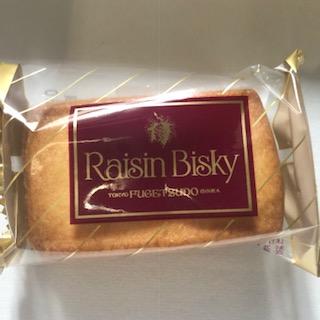 Raisin Bisky
TOKYO FUGETSUDO GINZA